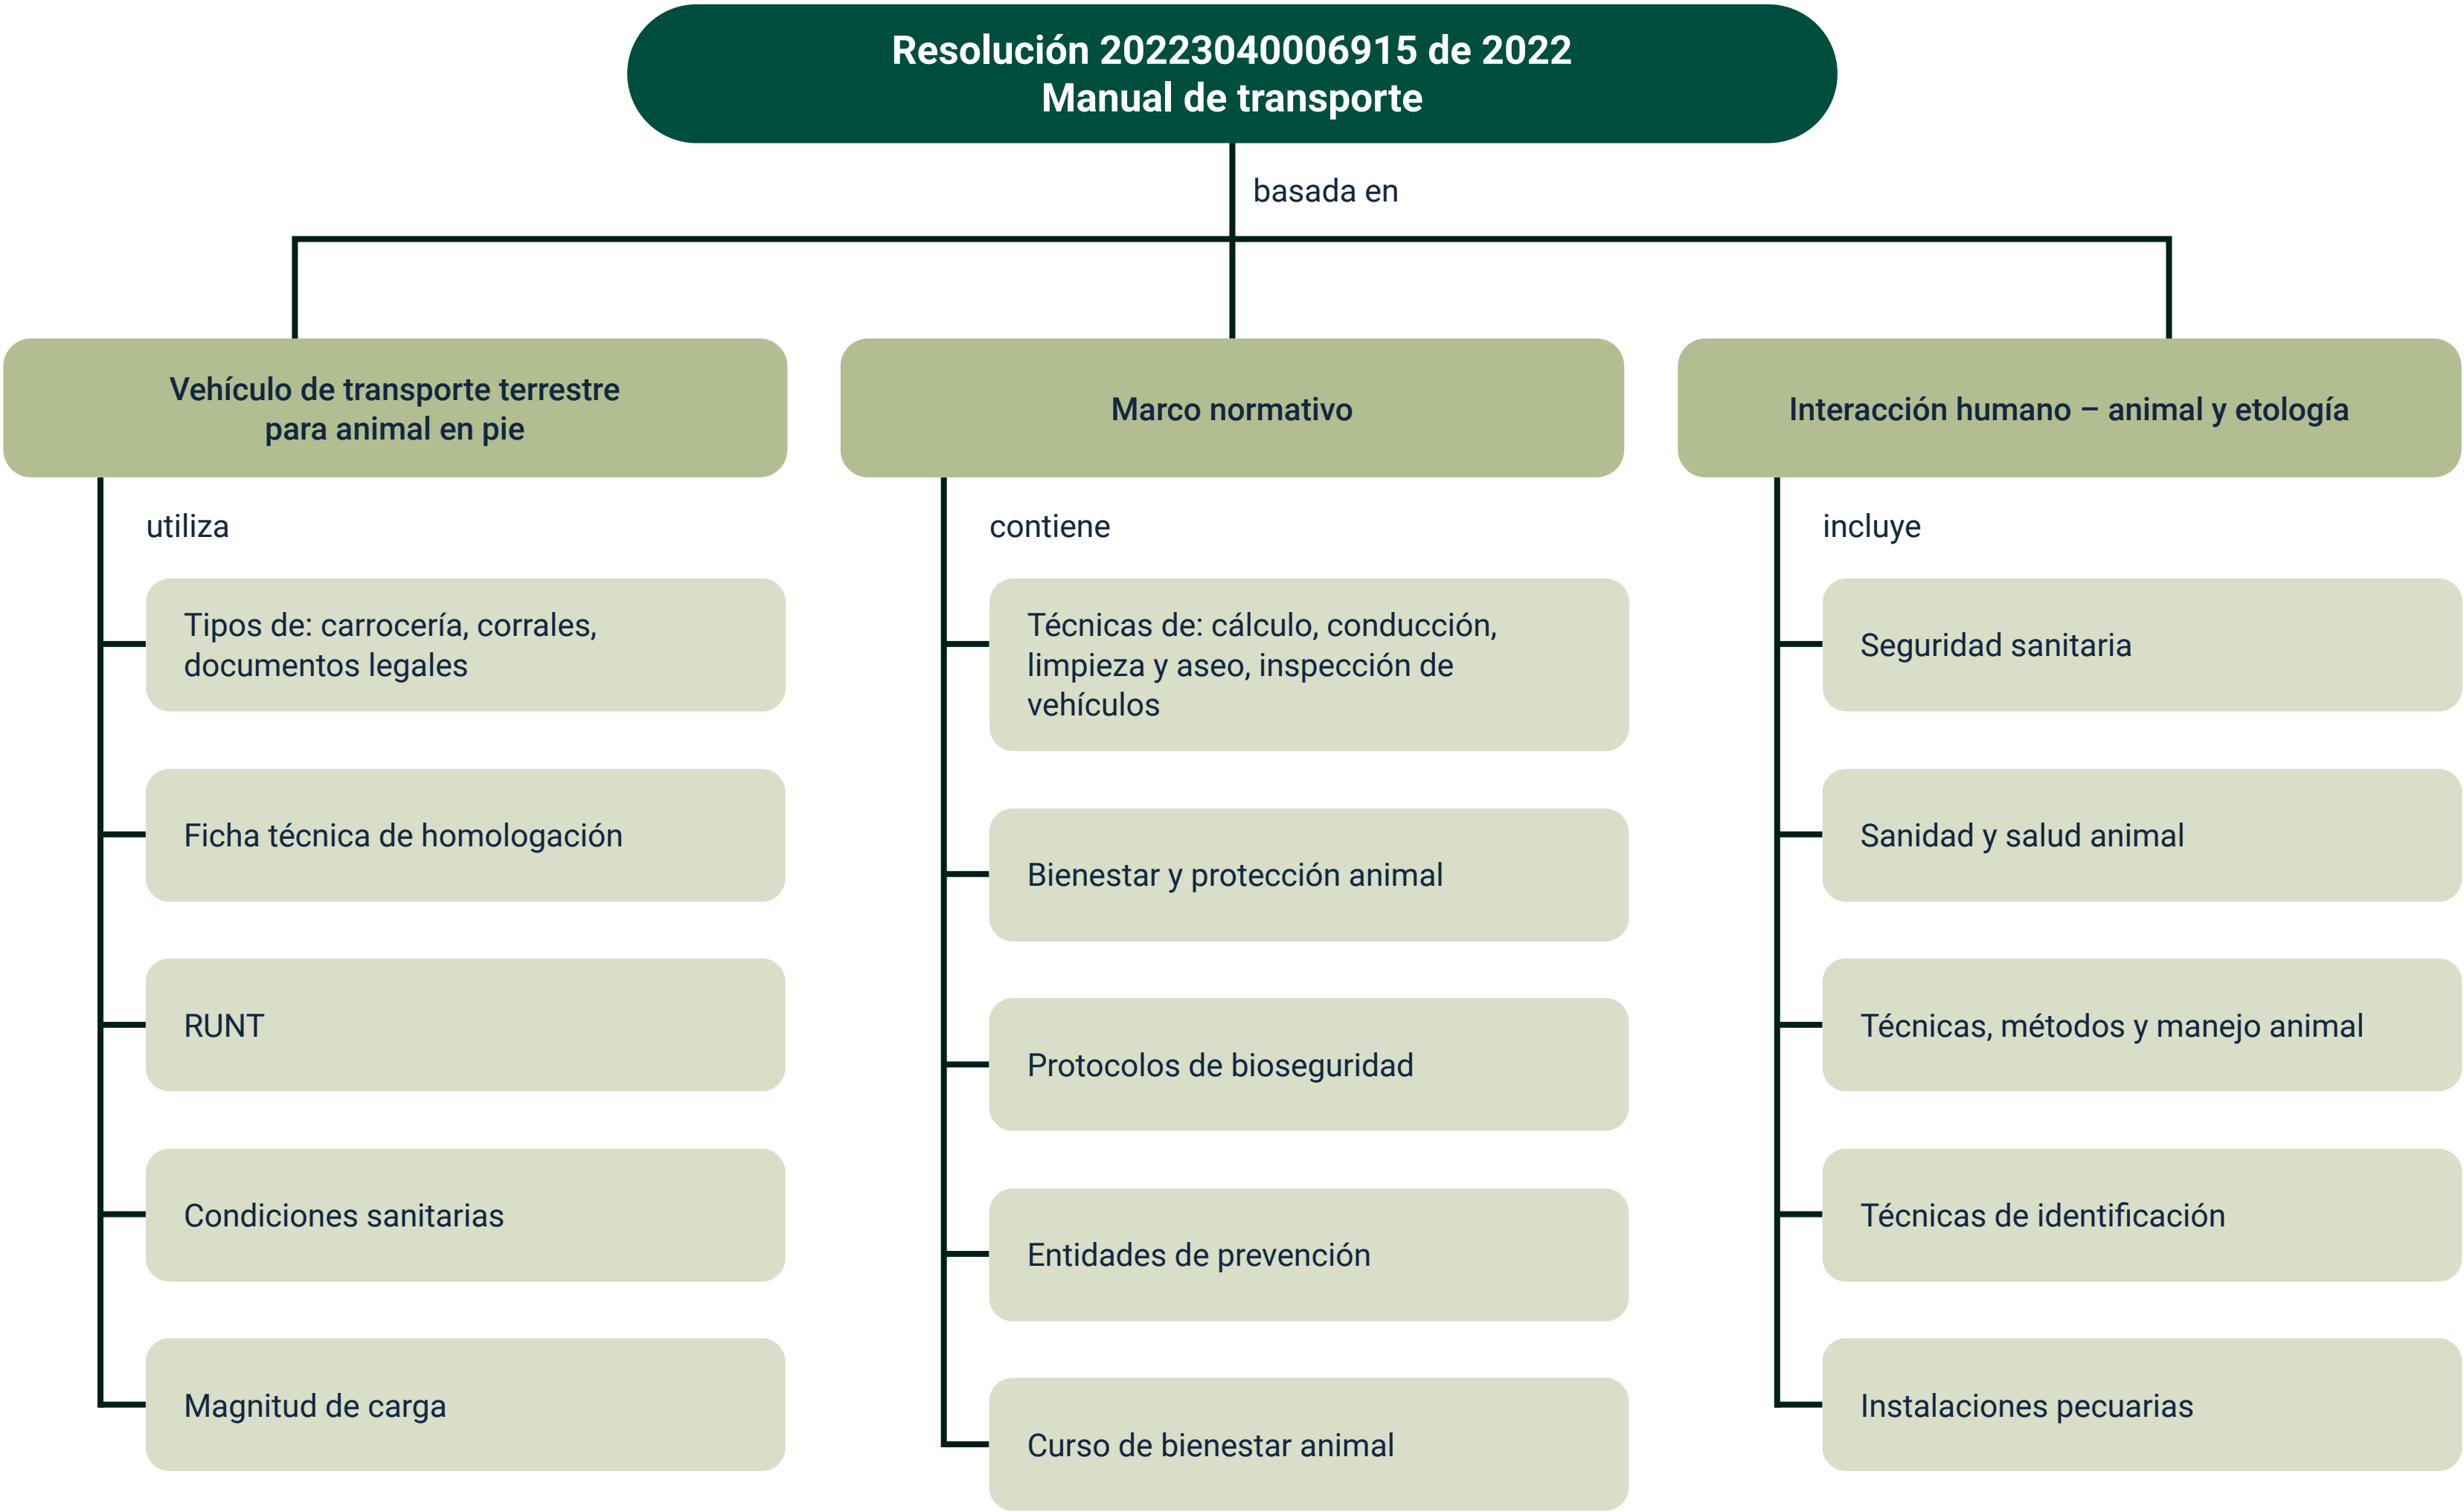 Resolución 20223040006915 de 2022
Manual de transporte
basada en
Vehículo de transporte terrestre
para animal en pie
utiliza
Tipos de: carrocería, corrales,
documentos legales
Ficha técnica de homologación
RUNT
Condiciones sanitarias
Magnitud de carga
Marco normativo
contiene
Técnicas de: cálculo, conducción,
limpieza y aseo, inspección de
vehículos
Bienestar y protección animal
Protocolos de bioseguridad
Entidades de prevención
Curso de bienestar animal
Interacción humano – animal y etología
incluye
Seguridad sanitaria
Sanidad y salud animal
Técnicas, métodos y manejo animal
Técnicas de identificación
Instalaciones pecuarias